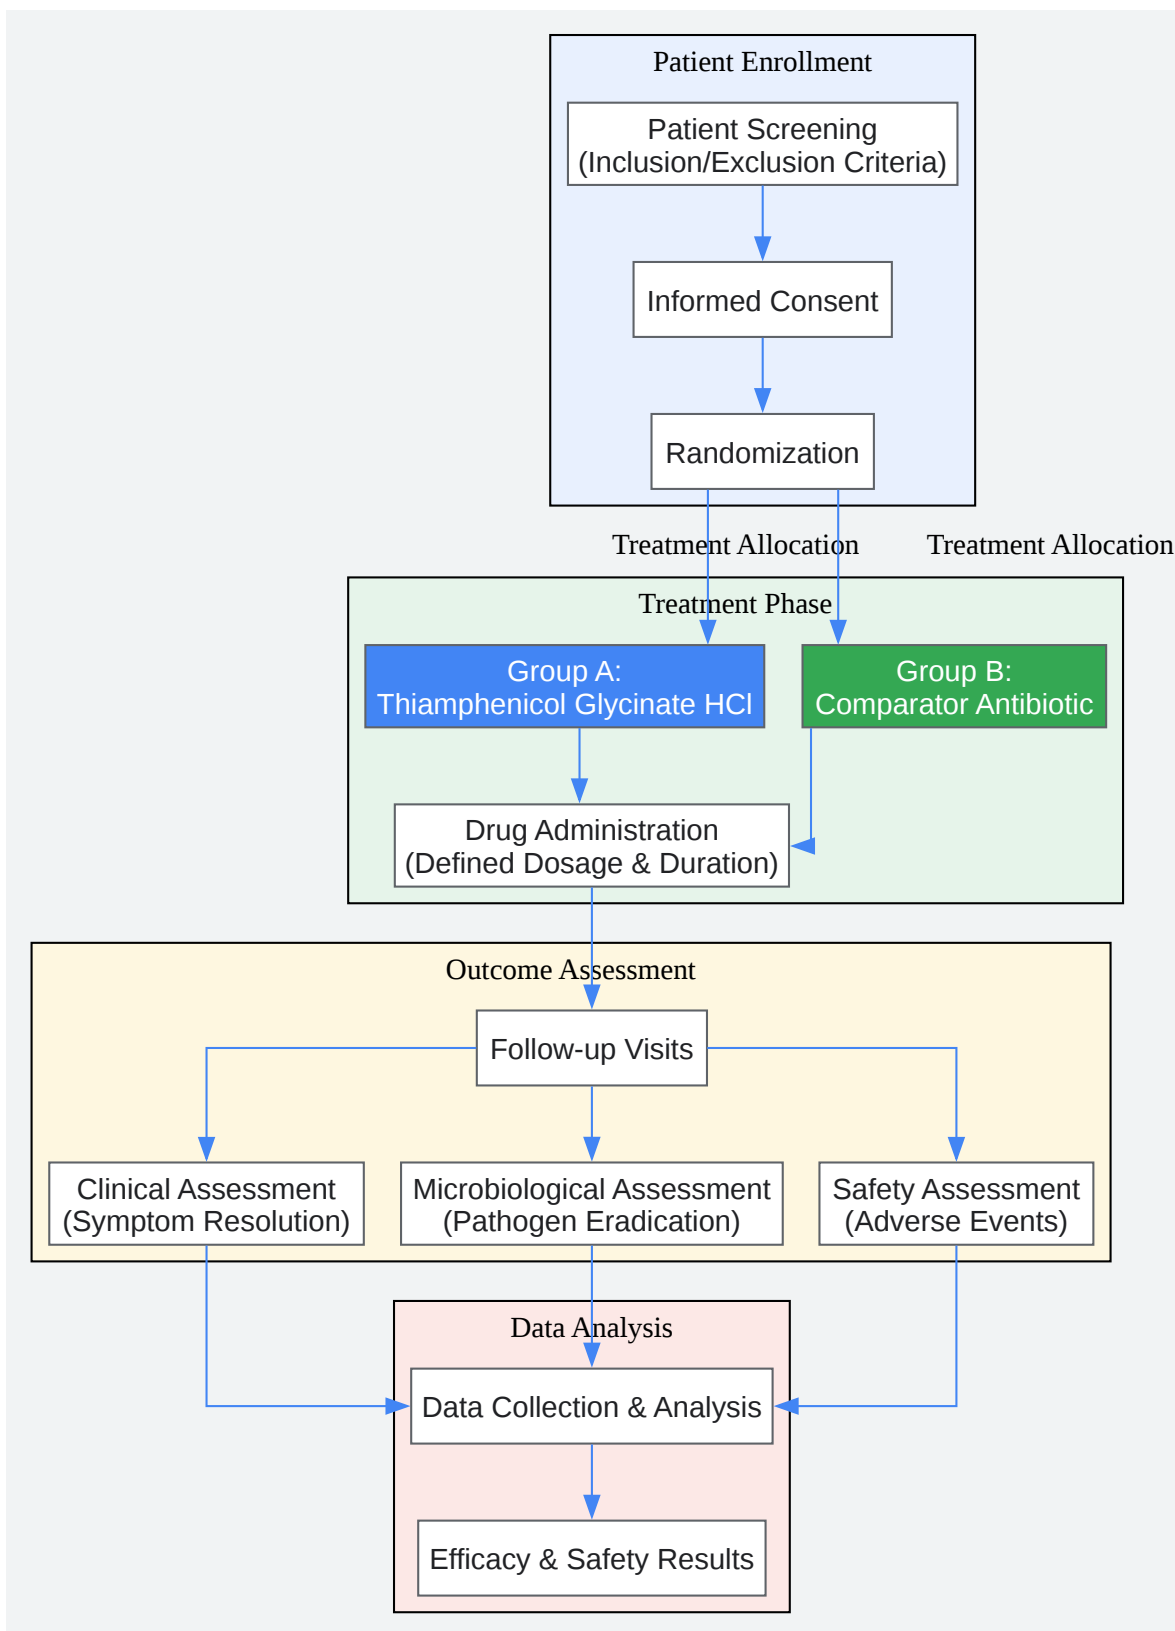 Patient Enrollment
Patient Screening
(Inclusion/Exclusion Criteria)
Informed Consent
Randomization
Treatment Allocation
Treatment Allocation
Treatment Phase
Group A:
Thiamphenicol Glycinate HCl
Group B:
Comparator Antibiotic
Drug Administration
(Defined Dosage & Duration)
Outcome Assessment
Follow-up Visits
Clinical Assessment
(Symptom Resolution)
Microbiological Assessment
(Pathogen Eradication)
Safety Assessment
(Adverse Events)
Data Analysis
Data Collection & Analysis
Efficacy & Safety Results